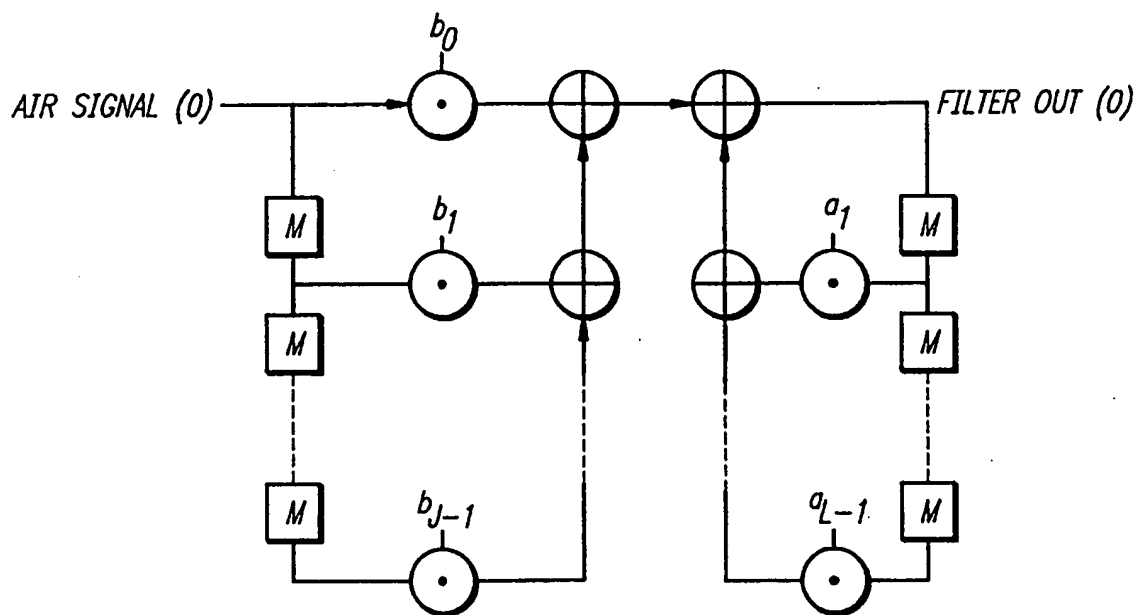 b0
AIR SIGNAL (0)
FILTER OUT (0)
M
M
b1
a1
M
M
M
M
bJ-1
aL-1